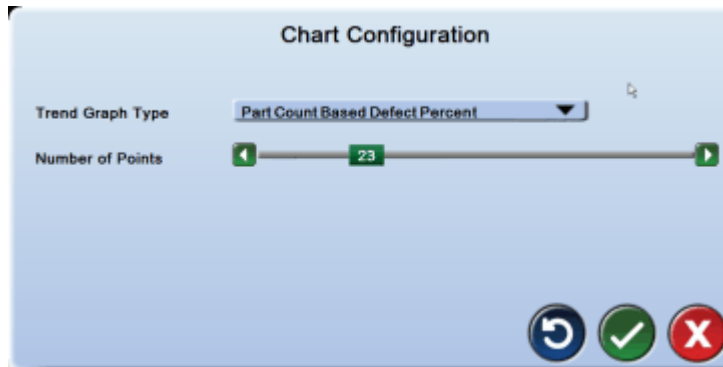 Chart Configuration
Trend Graph Type
Part Count Based Defect Percent
Number of Points
23